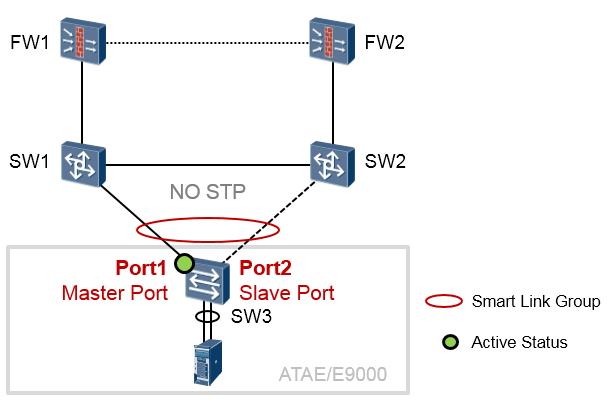 FW1
FW2
SW1
SW2
NO STP
Port1
Master Port
Port2
Slave Port
SW3
ATAE/E9000
Smart Link Group
Active Status